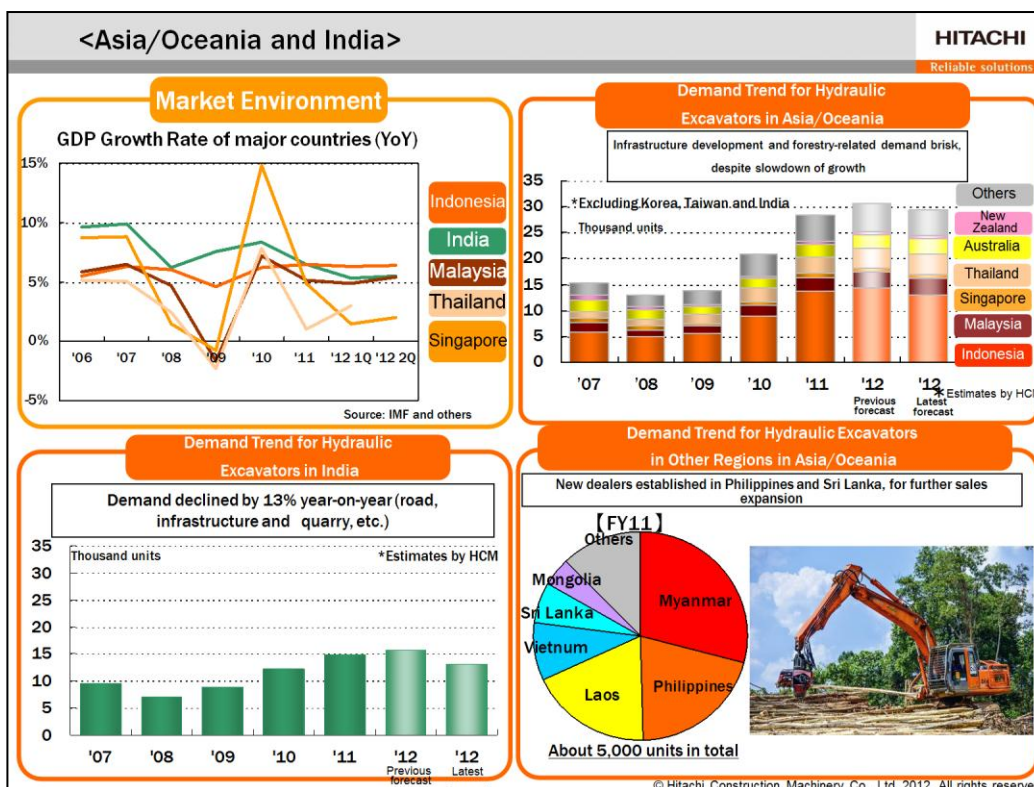 <Asia/Oceania and India>
HITACHI
Reliable solutions
Market Environment
GDP Growth Rate of major countries (YoY)
15%
10%
5%
0%
-5%
'06
'07
'08
'09
'10
'11
'12 1Q
'12 2Q
Indonesia
India
Malaysia
Thailand
Singapore
Source: IMF and others
Demand Trend for Hydraulic
Excavators in Asia/Oceania
Infrastructure development and forestry-related demand brisk,
despite slowdown of growth
*Excluding Korea, Taiwan and India
Thousand units
35
30
25
20
15
10
5
0
'07
'08
'09
'10
'11
'12
Previous
forecast
'12
Latest
forecast
Others
New
Zealand
Australia
Thailand
Singapore
Malaysia
Indonesia
*Estimates by HCM
Demand Trend for Hydraulic
Excavators in India
Demand declined by 13% year-on-year (road,
infrastructure and quarry, etc.)
Thousand units
*Estimates by HCM
35
30
25
20
15
10
5
0
'07
'08
'09
'10
'11
'12
Previous
forecast
'12
Latest
Demand Trend for Hydraulic Excavators
in Other Regions in Asia/Oceania
New dealers established in Philippines and Sri Lanka, for further sales
expansion
【FY11】
Others
Mongolia
Sri Lanka
Vietnum
Laos
Philippines
Myanmar
About 5,000 units in total
© Hitachi Construction Machinery Co., Ltd. 2012. All rights reserve